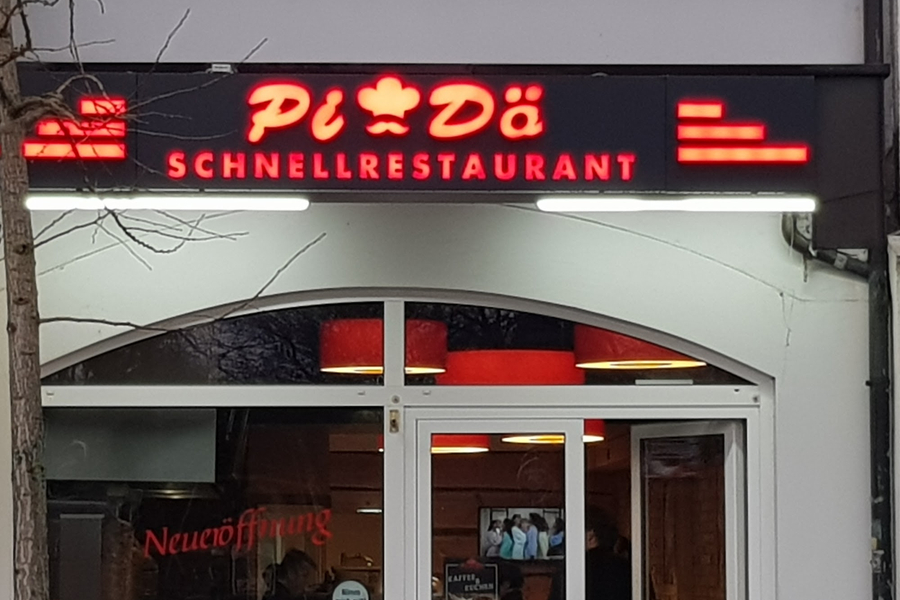 Pi Dä
SCHNELLRESTAURANT
Neueröffnung
KAFFEE
&
KUCHEN